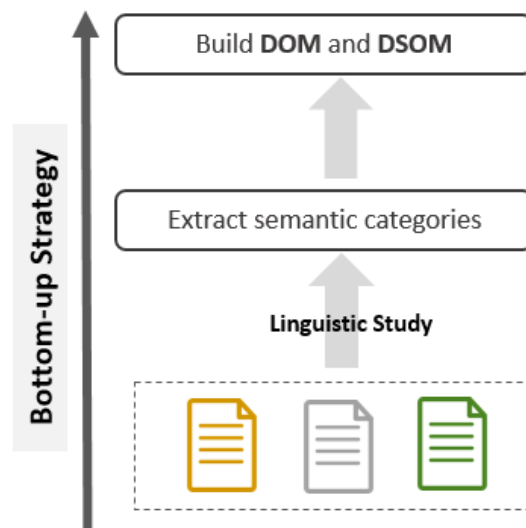 Build DOM and DSOM
Bottom-up Strategy
Extract semantic categories
Linguistic Study